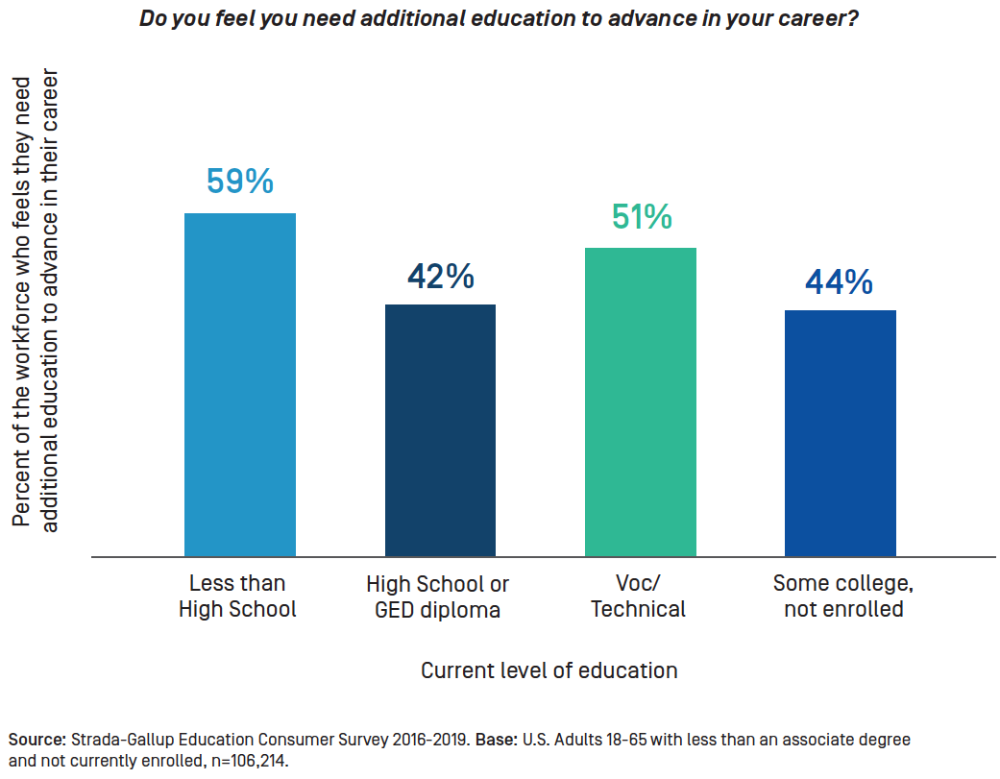 Do you feel you need additional education to advance in your career?
Percent of the workforce who feels they need
additional education to advance in their career
59%
42%
51%
44%
Less than
High School
High School or
GED diploma
Voc/
Technical
Some college,
not enrolled
Current level of education
Source: Strada-Gallup Education Consumer Survey 2016-2019. Base: U.S. Adults 18-65 with less than an associate degree
and not currently enrolled, n=106,214.